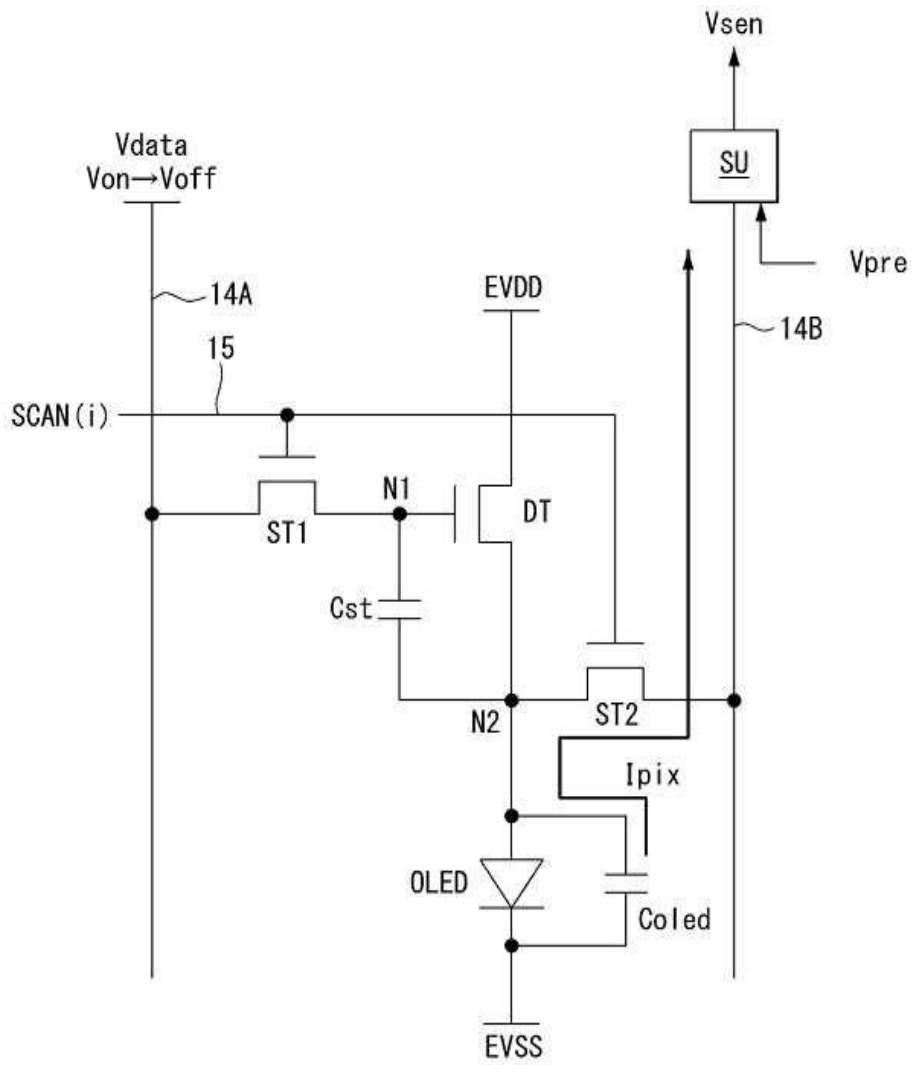 Vsen
Vdata
Von→Voff
SU
Vpre
14A
EVDD
14B
15
SCAN(i)
N1
DT
ST1
Cst
N2
ST2
Ipix
OLED
Coled
EVSS